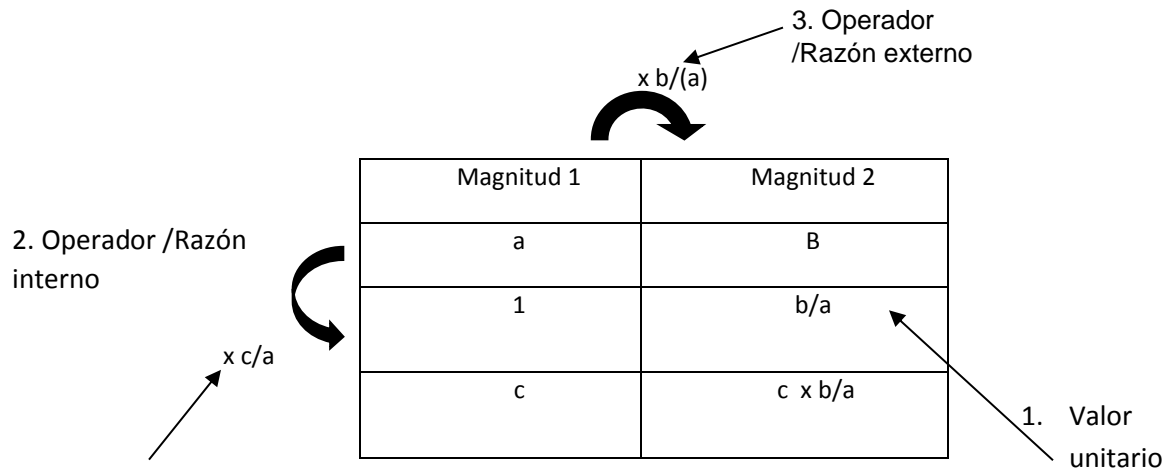 3. Operador
/Razón externo
x b/(a)
Magnitud 1 Magnitud 2
2. Operador /Razón
interno
a B
1 b/a
x c/a
c c x b/a
1. Valor
unitario